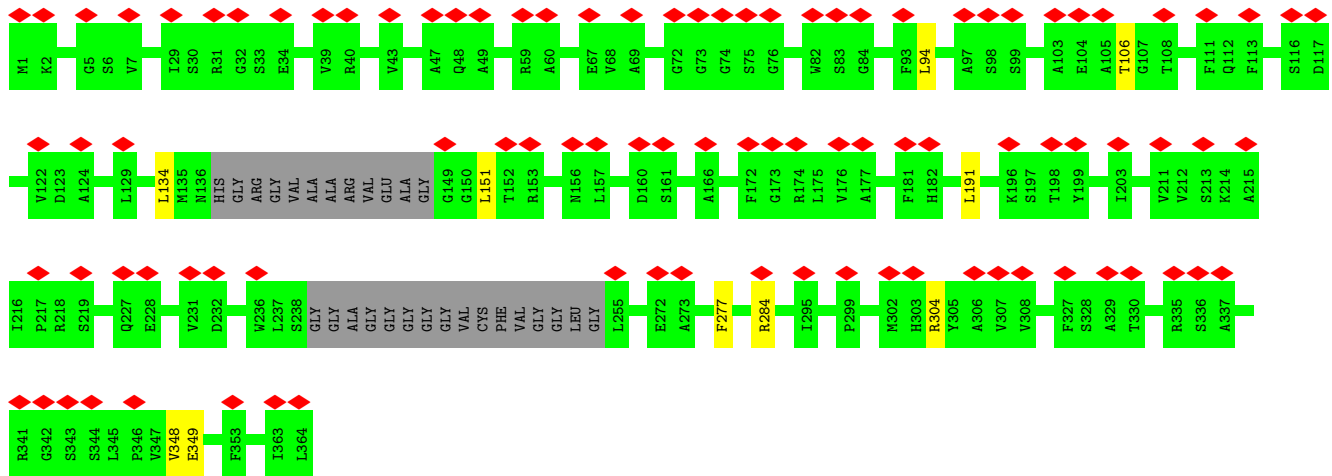 M1 K2 G5 S6 V7 I29 S30 R31 G32 S33 E34 V39 R40 V43 A47 Q48 A49 R59 A60 E67 V68 A69 G72 G73 G74 S75 G76 W82 S83 G84 F93 L94 A97 S98 S99 A103 E104 A105 T106 G107 T108 F111 Q112 F113 S116 D117
V122 D123 A124 L129 L134 M135 N136 HIS GLY ARG GLY VAL ALA ALA ARG VAL GLU ALA GLY G149 G150 L151 T152 R153 N156 L157 D160 S161 A166 F172 G173 R174 L175 V176 A177 F181 H182 L191 K196 S197 T198 Y199 I203 V211 V212 S213 K214 A215
I216 P217 R218 S219 Q227 E228 V231 D232 W236 L237 S238 GLY GLY ALA GLY GLY GLY GLY GLY VAL CYS PHE VAL GLY GLY LEU GLY L255 E272 A273 F277 R284 I295 P299 M302 H303 R304 Y305 A306 V307 V308 F327 S328 A329 T330 R335 S336 A337
R341 G342 S343 S344 L345 P346 V347 V348 E349 F353 I363 L364